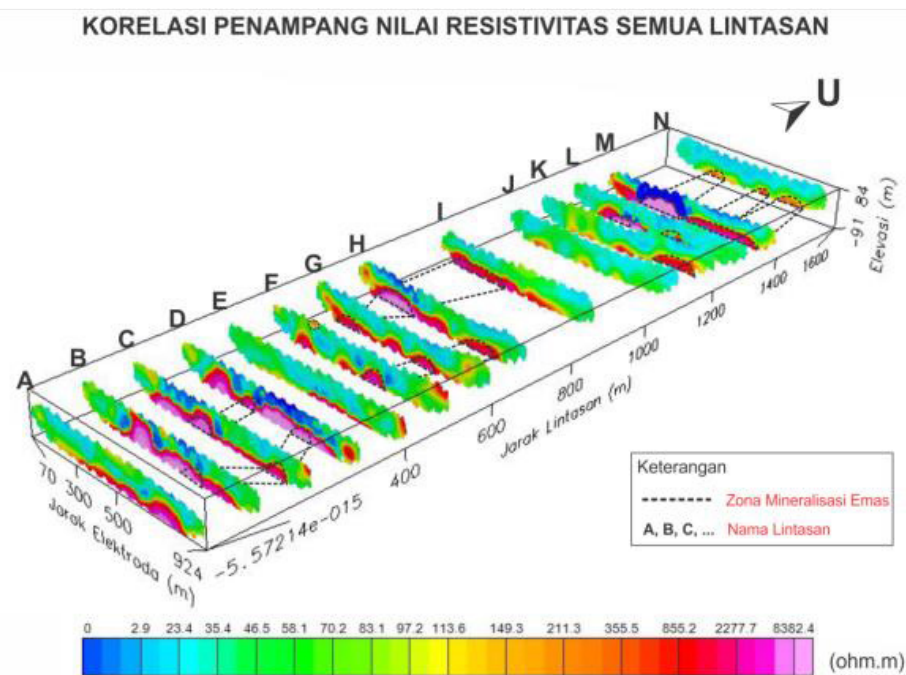 KORELASI PENAMPANG NILAI RESISTIVITAS SEMUA LINTASAN
U
N
M
L
K
J
I
H
G
F
E
D
C
B
A
84
-91
Elevasi (m)
1600
1400
1200
1000
800
600
400
-5.57214e-015
Jarak Lintasan (m)
70 300 500 924
Jarak Elektroda (m)
Keterangan
Zona Mineralisasi Emas
A, B, C, ... Nama Lintasan
0 2.9 23.4 35.4 46.5 58.1 70.2 83.1 97.2 113.6 149.3 211.3 355.5 855.2 2277.7 8382.4
(ohm.m)